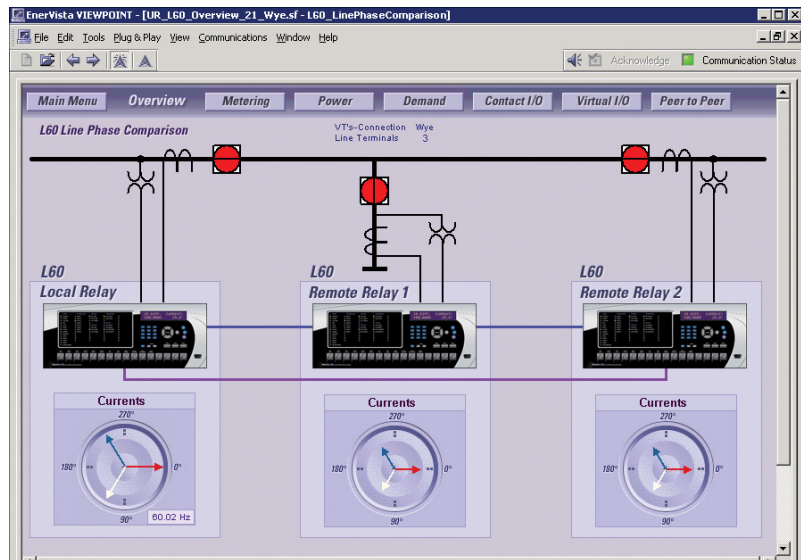 EnerVista VIEWPOINT - [UR_L60_Overview_21_Wye.sf - L60_LinePhaseComparison]
File Edit Tools Plug & Play View Communications Window Help
Acknowledge Communication Status
Main Menu Overview Metering Power Demand Contact I/O Virtual I/O Peer to Peer
L60 Line Phase Comparison
VT's-Connection Wye
Line Terminals 3
L60 L60 L60
Local Relay Remote Relay 1 Remote Relay 2
Currents Currents Currents
270° 270° 270°
180° 0° 180° 0° 180° 0°
90° 90° 90°
60.02 Hz